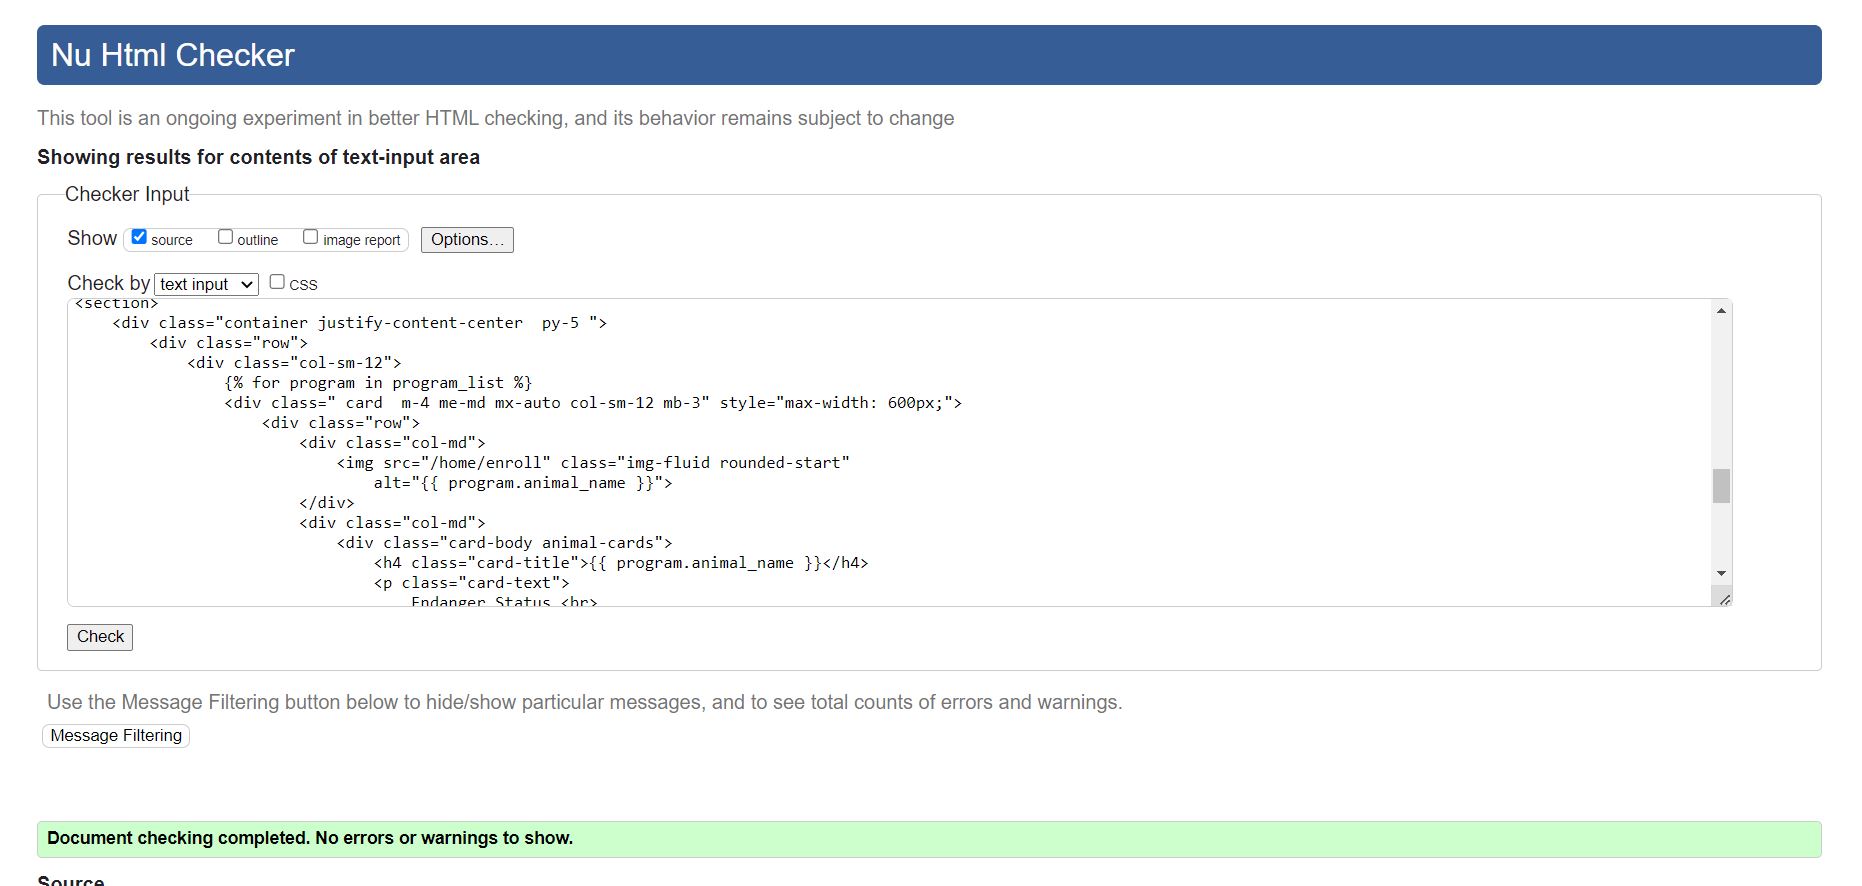 Nu Html Checker
This tool is an ongoing experiment in better HTML checking, and its behavior remains subject to change
Showing results for contents of text-input area
Checker Input
Show source outline image report Options...
Check by text input CSS
<section>
<div class="container justify-content-center  py-5 ">
<div class="row">
<div class="col-sm-12">
{% for program in program_list %}
<div class=" card  m-4 me-md mx-auto col-sm-12 mb-3" style="max-width: 600px;">
<div class="row">
<div class="col-md">
<img src="/home/enroll" class="img-fluid rounded-start"
alt="{{ program.animal_name }}">
</div>
<div class="col-md">
<div class="card-body animal-cards">
<h4 class="card-title">{{ program.animal_name }}</h4>
<p class="card-text">
Endanger Status <br>
Check
Use the Message Filtering button below to hide/show particular messages, and to see total counts of errors and warnings.
Message Filtering
Document checking completed. No errors or warnings to show.
Source